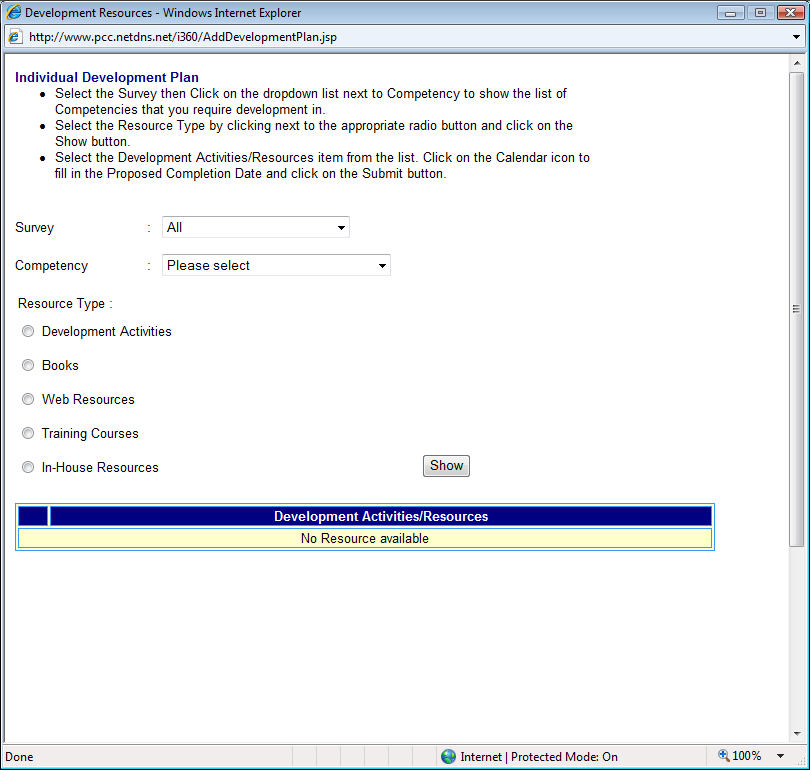 Development Resources - Windows Internet Explorer
http://www.pcc.netdns.net/i360/AddDevelopmentPlan.jsp
Individual Development Plan
• Select the Survey then Click on the dropdown list next to Competency to show the list of
Competencies that you require development in.
• Select the Resource Type by clicking next to the appropriate radio button and click on the
Show button.
• Select the Development Activities/Resources item from the list. Click on the Calendar icon to
fill in the Proposed Completion Date and click on the Submit button.
Survey : All
Competency : Please select
Resource Type :
Development Activities
Books
Web Resources
Training Courses
In-House Resources Show
Development Activities/Resources
No Resource available
Done Internet | Protected Mode: On 100%